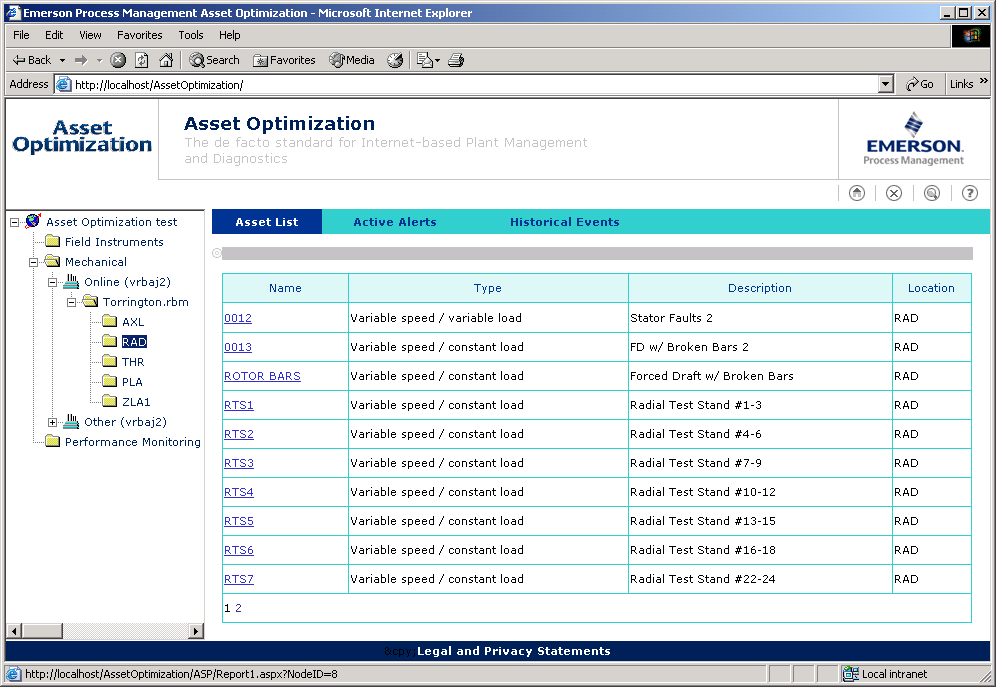 Emerson Process Management Asset Optimization - Microsoft Internet Explorer
File Edit View Favorites Tools Help
Back Search Favorites Media
Address http://localhost/AssetOptimization/ Go Links »
Asset Optimization
Asset Optimization
The de facto standard for Internet-based Plant Management
and Diagnostics
EMERSON.
Process Management
Asset Optimization test
Field Instruments
Mechanical
Online (vrbaj2)
Torrington.rbm
AXL
RAD
THR
PLA
ZLA1
Other (vrbaj2)
Performance Monitoring
Asset List Active Alerts Historical Events
Name Type Description Location
0012 Variable speed / variable load Stator Faults 2 RAD
0013 Variable speed / constant load FD w/ Broken Bars 2 RAD
ROTOR BARS Variable speed / constant load Forced Draft w/ Broken Bars RAD
RTS1 Variable speed / constant load Radial Test Stand #1-3 RAD
RTS2 Variable speed / constant load Radial Test Stand #4-6 RAD
RTS3 Variable speed / constant load Radial Test Stand #7-9 RAD
RTS4 Variable speed / constant load Radial Test Stand #10-12 RAD
RTS5 Variable speed / constant load Radial Test Stand #13-15 RAD
RTS6 Variable speed / constant load Radial Test Stand #16-18 RAD
RTS7 Variable speed / constant load Radial Test Stand #22-24 RAD
1 2
&cpy; Legal and Privacy Statements
http://localhost/AssetOptimization/ASP/Report1.aspx?NodeID=8 Local intranet